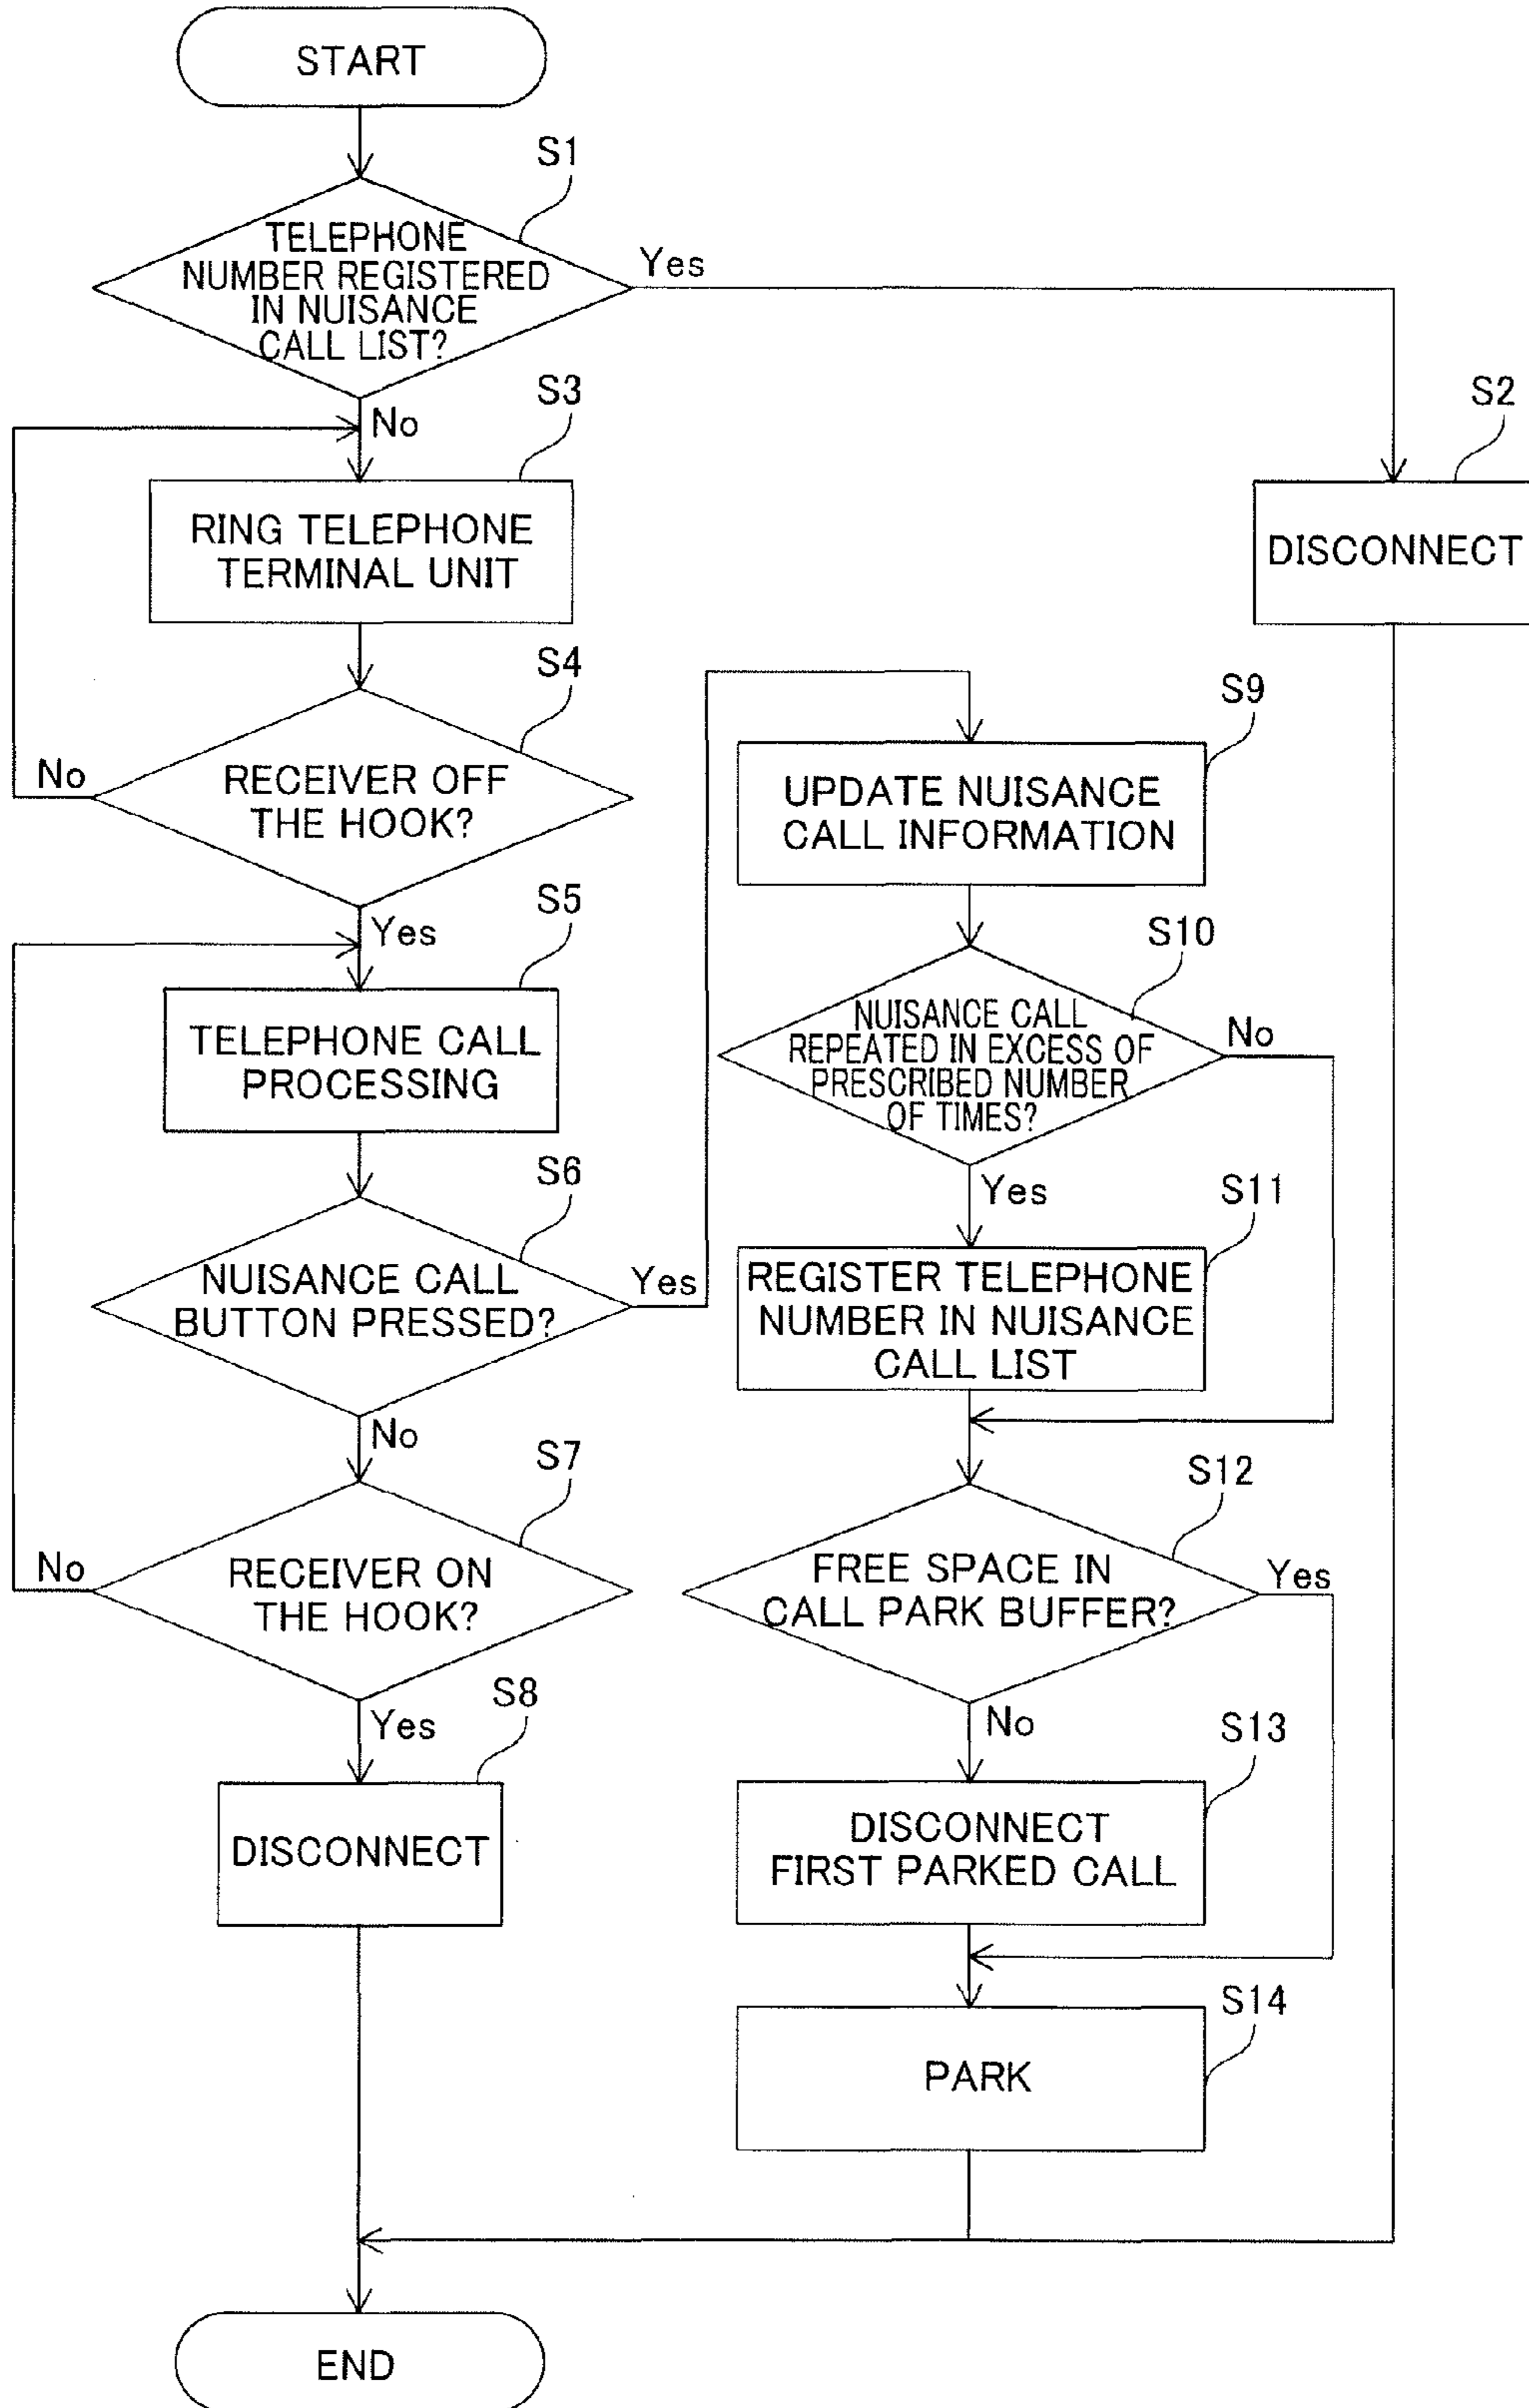 START
S1
TELEPHONE
NUMBER REGISTERED
IN NUISANCE
CALL LIST?
Yes
No
S2
DISCONNECT
S3
RING TELEPHONE
TERMINAL UNIT
S4
RECEIVER OFF
THE HOOK?
No
Yes
S5
TELEPHONE CALL
PROCESSING
S6
NUISANCE CALL
BUTTON PRESSED?
Yes
No
S7
RECEIVER ON
THE HOOK?
No
Yes
S8
DISCONNECT
S9
UPDATE NUISANCE
CALL INFORMATION
S10
NUISANCE CALL
REPEATED IN EXCESS OF
PRESCRIBED NUMBER
OF TIMES?
No
Yes
S11
REGISTER TELEPHONE
NUMBER IN NUISANCE
CALL LIST
S12
FREE SPACE IN
CALL PARK BUFFER?
Yes
No
S13
DISCONNECT
FIRST PARKED CALL
S14
PARK
END